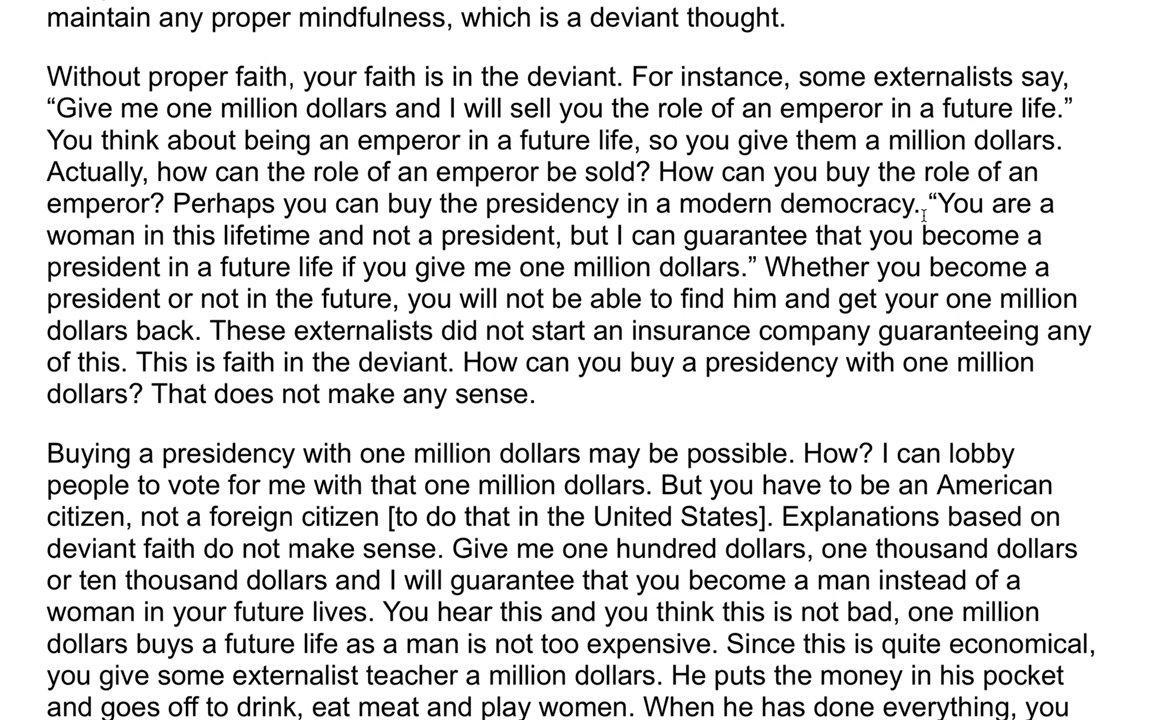 maintain any proper mindfulness, which is a deviant thought.
Without proper faith, your faith is in the deviant. For instance, some externalists say,
“Give me one million dollars and I will sell you the role of an emperor in a future life.”
You think about being an emperor in a future life, so you give them a million dollars.
Actually, how can the role of an emperor be sold? How can you buy the role of an
emperor? Perhaps you can buy the presidency in a modern democracy. “You are a
woman in this lifetime and not a president, but I can guarantee that you become a
president in a future life if you give me one million dollars.” Whether you become a
president or not in the future, you will not be able to find him and get your one million
dollars back. These externalists did not start an insurance company guaranteeing any
of this. This is faith in the deviant. How can you buy a presidency with one million
dollars? That does not make any sense.
Buying a presidency with one million dollars may be possible. How? I can lobby
people to vote for me with that one million dollars. But you have to be an American
citizen, not a foreign citizen [to do that in the United States]. Explanations based on
deviant faith do not make sense. Give me one hundred dollars, one thousand dollars
or ten thousand dollars and I will guarantee that you become a man instead of a
woman in your future lives. You hear this and you think this is not bad, one million
dollars buys a future life as a man is not too expensive. Since this is quite economical,
you give some externalist teacher a million dollars. He puts the money in his pocket
and goes off to drink, eat meat and play women. When he has done everything, you